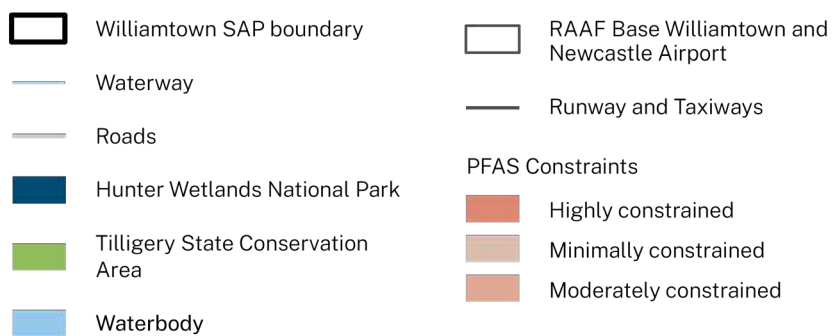 Williamtown SAP boundary
Waterway
Roads
Hunter Wetlands National Park
Tilligery State Conservation
Area
Waterbody
RAAF Base Williamtown and
Newcastle Airport
Runway and Taxiways
PFAS Constraints
Highly constrained
Minimally constrained
Moderately constrained